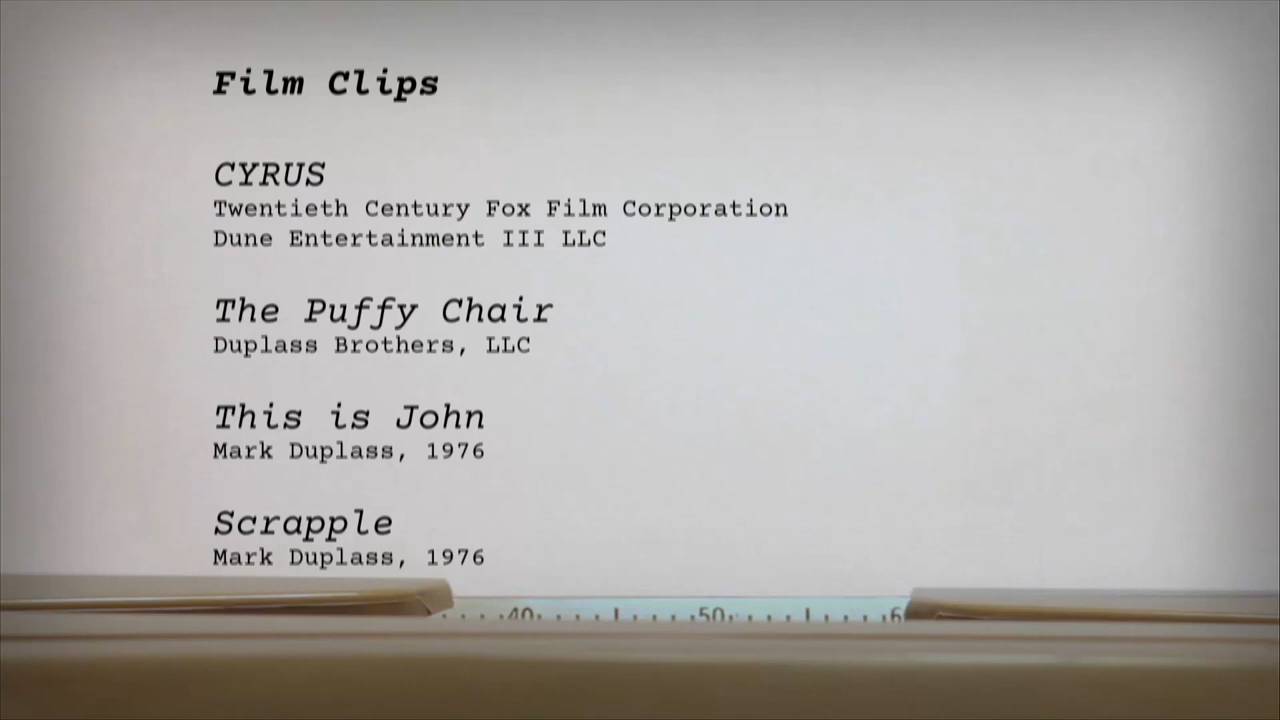 Film Clips
CYRUS
Twentieth Century Fox Film Corporation
Dune Entertainment III LLC
The Puffy Chair
Duplass Brothers, LLC
This is John
Mark Duplass, 1976
Scrapple
Mark Duplass, 1976
40 50 6